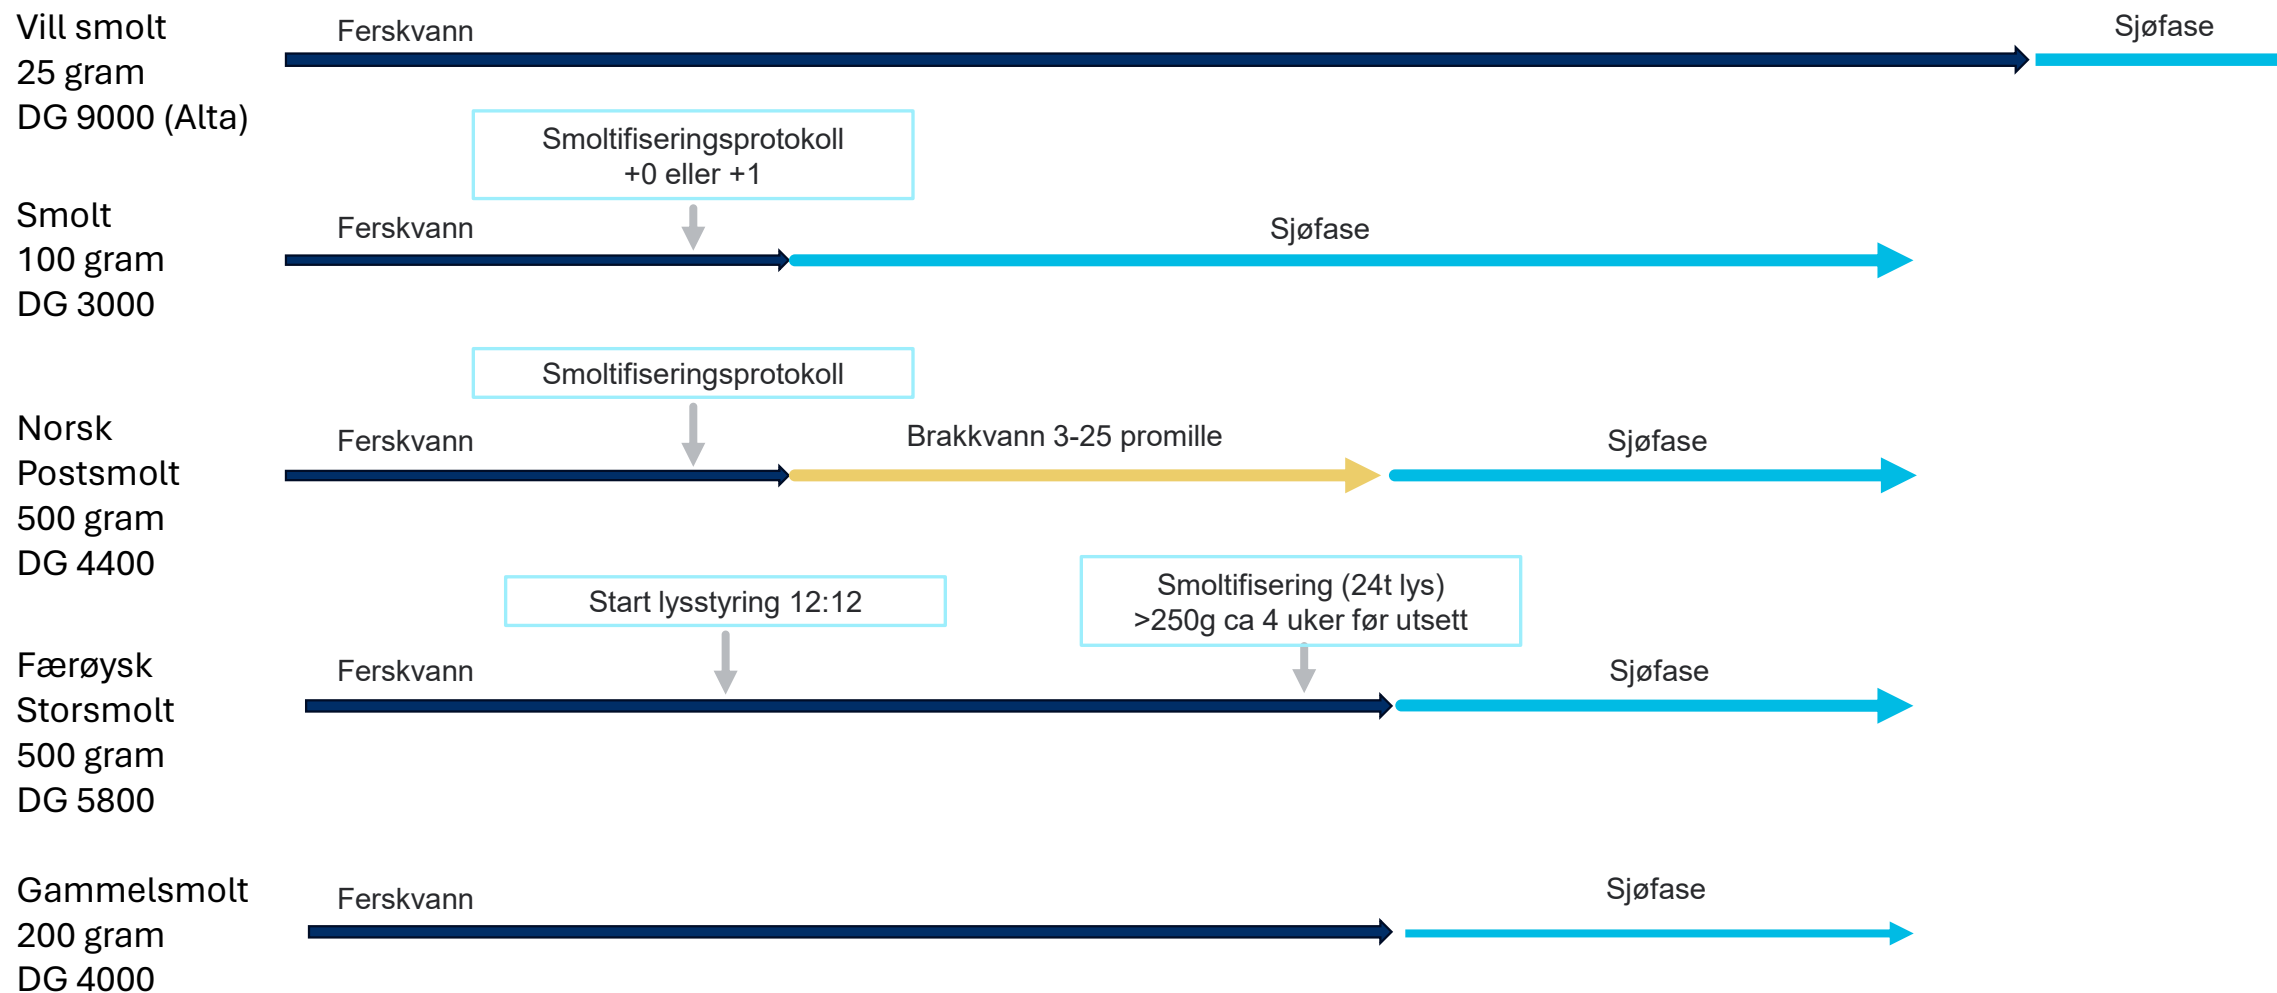 Vill smolt
25 gram
DG 9000 (Alta)
Ferskvann
Sjøfase
Smoltifiseringsprotokoll
+0 eller +1
Smolt
100 gram
DG 3000
Ferskvann
Sjøfase
Smoltifiseringsprotokoll
Norsk
Postsmolt
500 gram
DG 4400
Ferskvann
Brakkvann 3-25 promille
Sjøfase
Start lysstyring 12:12
Smoltifisering (24t lys)
>250g ca 4 uker før utsett
Færøysk
Storsmolt
500 gram
DG 5800
Ferskvann
Sjøfase
Gammelsmolt
200 gram
DG 4000
Ferskvann
Sjøfase